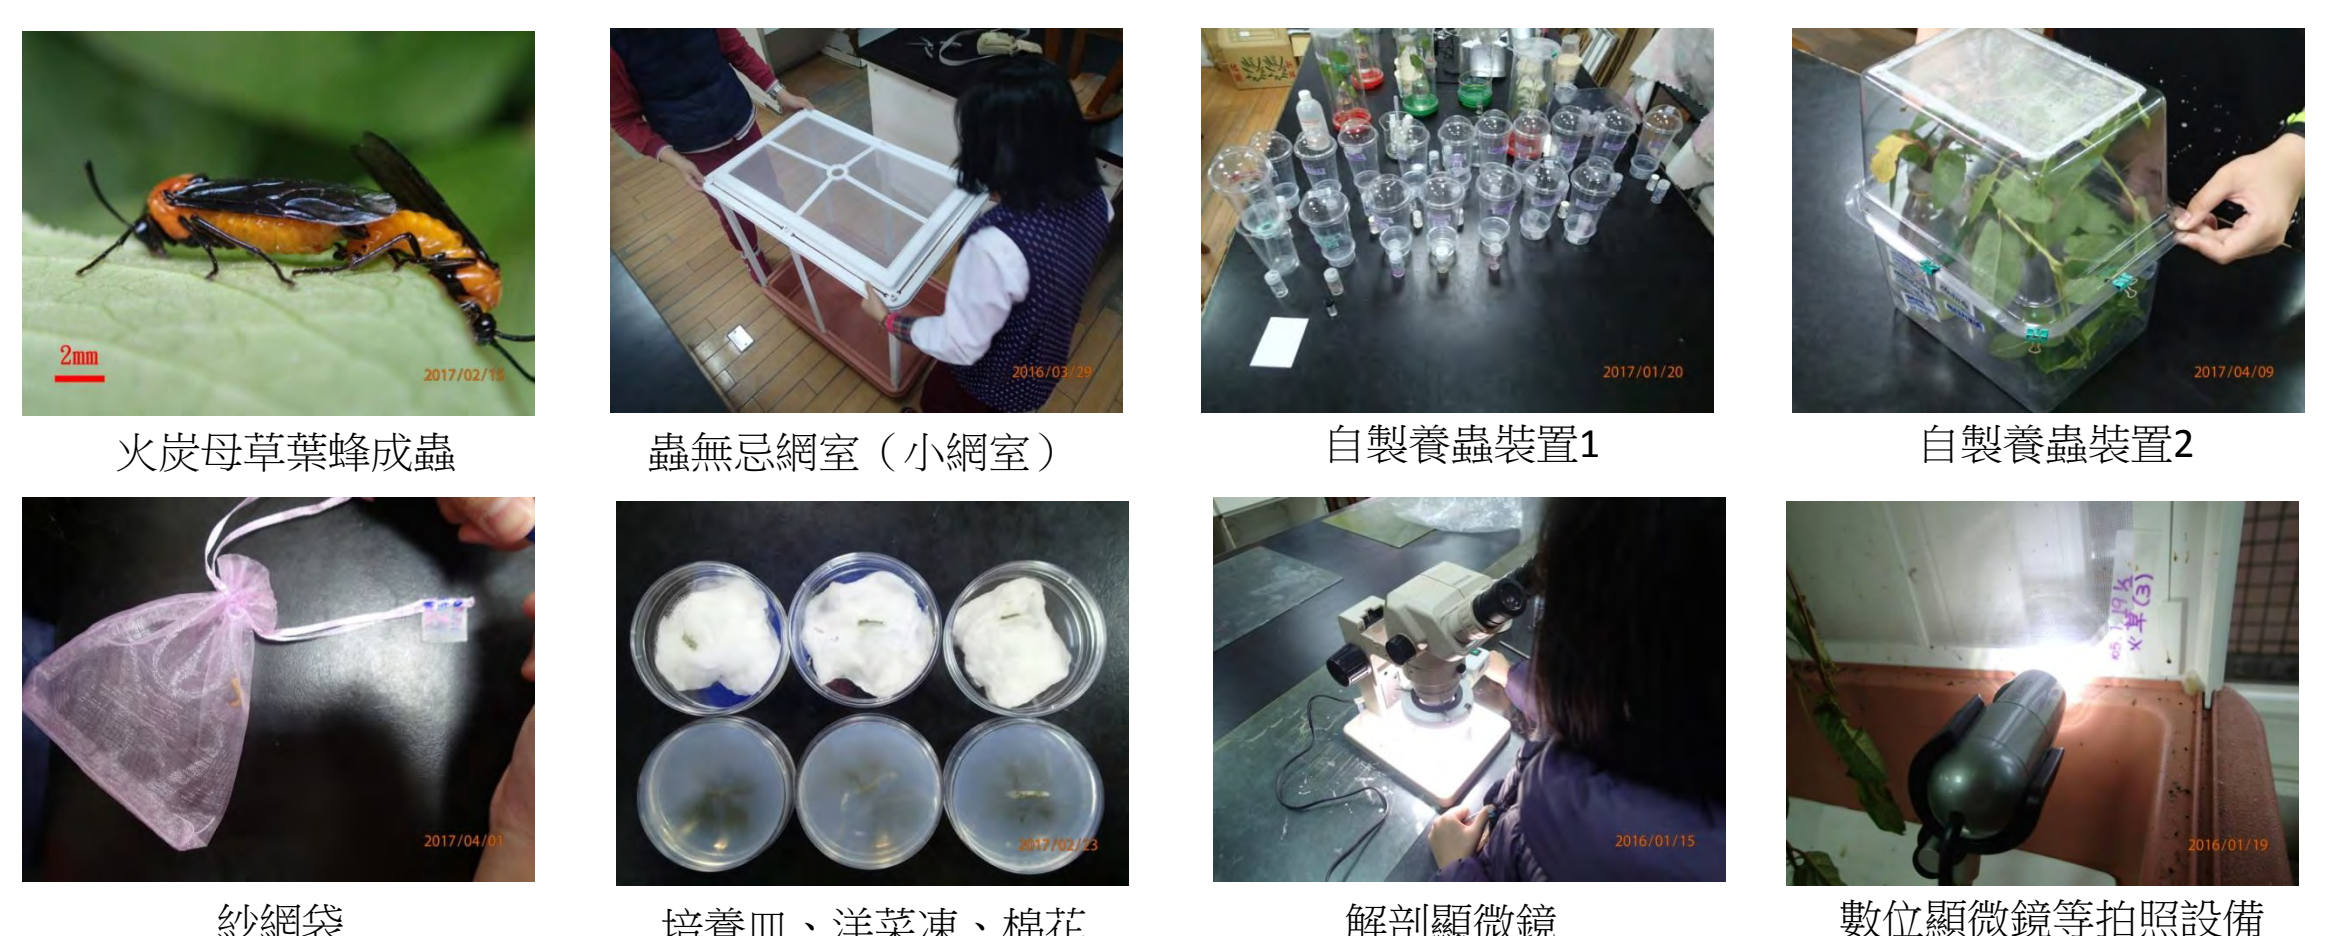 2mm
2017/02/15
2016/03/29
2017/01/20
2017/04/09
火炭母草葉蜂成蟲
蟲無忌網室（小網室）
自製養蟲裝置1
自製養蟲裝置2
2017/04/01
2017/02/23
2016/01/15
火草(3)
2016/01/19
紗網袋
培養皿、洋菜凍、棉花
解剖顯微鏡
數位顯微鏡等拍照設備